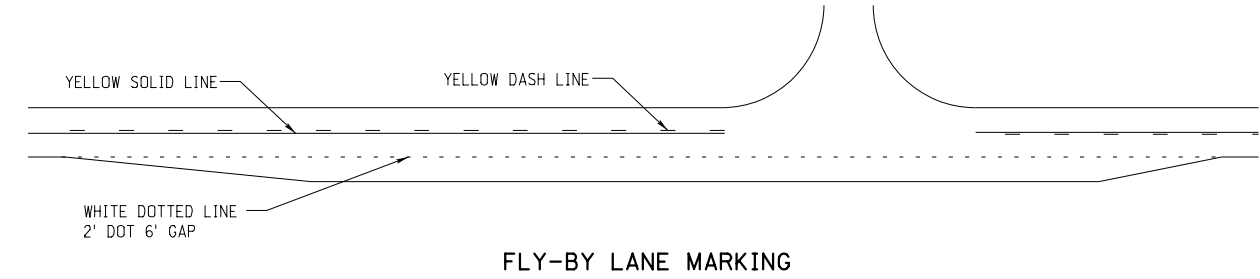 YELLOW SOLID LINE
YELLOW DASH LINE
WHITE DOTTED LINE
2' DOT 6' GAP
FLY-BY LANE MARKING